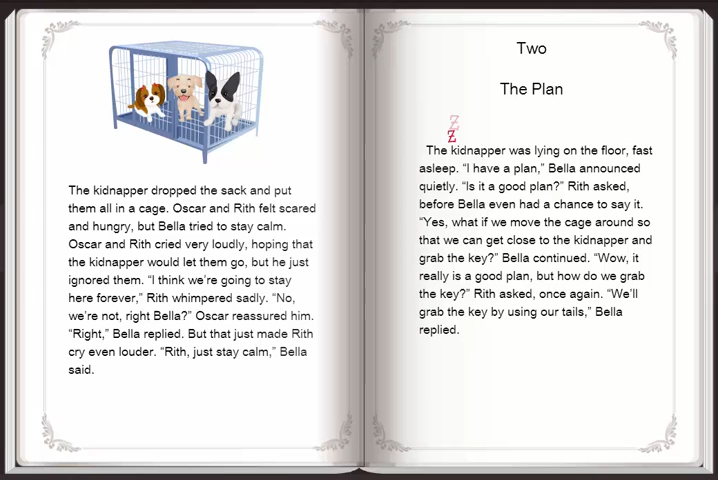 The kidnapper dropped the sack and put
them all in a cage. Oscar and Rith felt scared
and hungry, but Bella tried to stay calm.
Oscar and Rith cried very loudly, hoping that
the kidnapper would let them go, but he just
ignored them. “I think we’re going to stay
here forever,” Rith whimpered sadly. “No,
we’re not, right Bella?” Oscar reassured him.
“Right,” Bella replied. But that just made Rith
cry even louder. “Rith, just stay calm,” Bella
said.
Two
The Plan
Z
Z
The kidnapper was lying on the floor, fast
asleep. “I have a plan,” Bella announced
quietly. “Is it a good plan?” Rith asked,
before Bella even had a chance to say it.
“Yes, what if we move the cage around so
that we can get close to the kidnapper and
grab the key?” Bella continued. “Wow, it
really is a good plan, but how do we grab
the key?” Rith asked, once again. “We’ll
grab the key by using our tails,” Bella
replied.